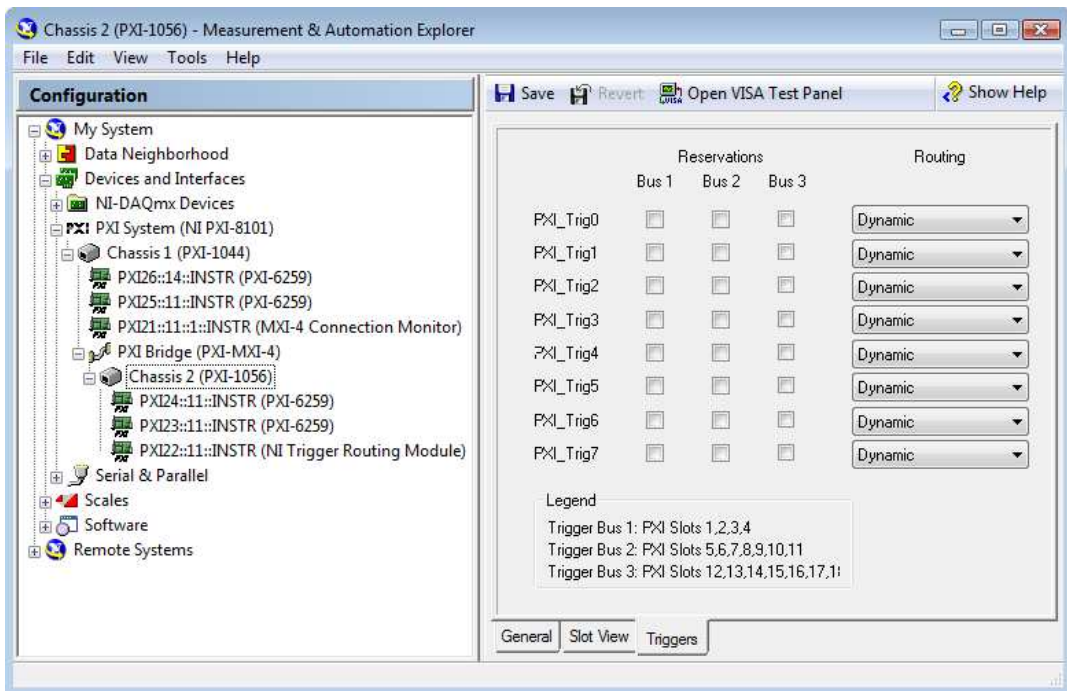 Chassis 2 (PXI-1056) - Measurement & Automation Explorer
File Edit View Tools Help
Configuration
My System
Data Neighborhood
Devices and Interfaces
NI-DAQmx Devices
PXI PXI System (NI PXI-8101)
Chassis 1 (PXI-1044)
PXI26::14::INSTR (PXI-6259)
PXI25::11::INSTR (PXI-6259)
PXI21::11::1::INSTR (MXI-4 Connection Monitor)
PXI Bridge (PXI-MXI-4)
Chassis 2 (PXI-1056)
PXI24::11::INSTR (PXI-6259)
PXI23::11::INSTR (PXI-6259)
PXI22::11::INSTR (NI Trigger Routing Module)
Serial & Parallel
Scales
Software
Remote Systems
Save Revert Open VISA Test Panel Show Help
Reservations Routing
Bus 1 Bus 2 Bus 3
PXI_Trig0 Dynamic
PXI_Trig1 Dynamic
PXI_Trig2 Dynamic
PXI_Trig3 Dynamic
PXI_Trig4 Dynamic
PXI_Trig5 Dynamic
PXI_Trig6 Dynamic
PXI_Trig7 Dynamic
Legend
Trigger Bus 1: PXI Slots 1,2,3,4
Trigger Bus 2: PXI Slots 5,6,7,8,9,10,11
Trigger Bus 3: PXI Slots 12,13,14,15,16,17,
General Slot View Triggers